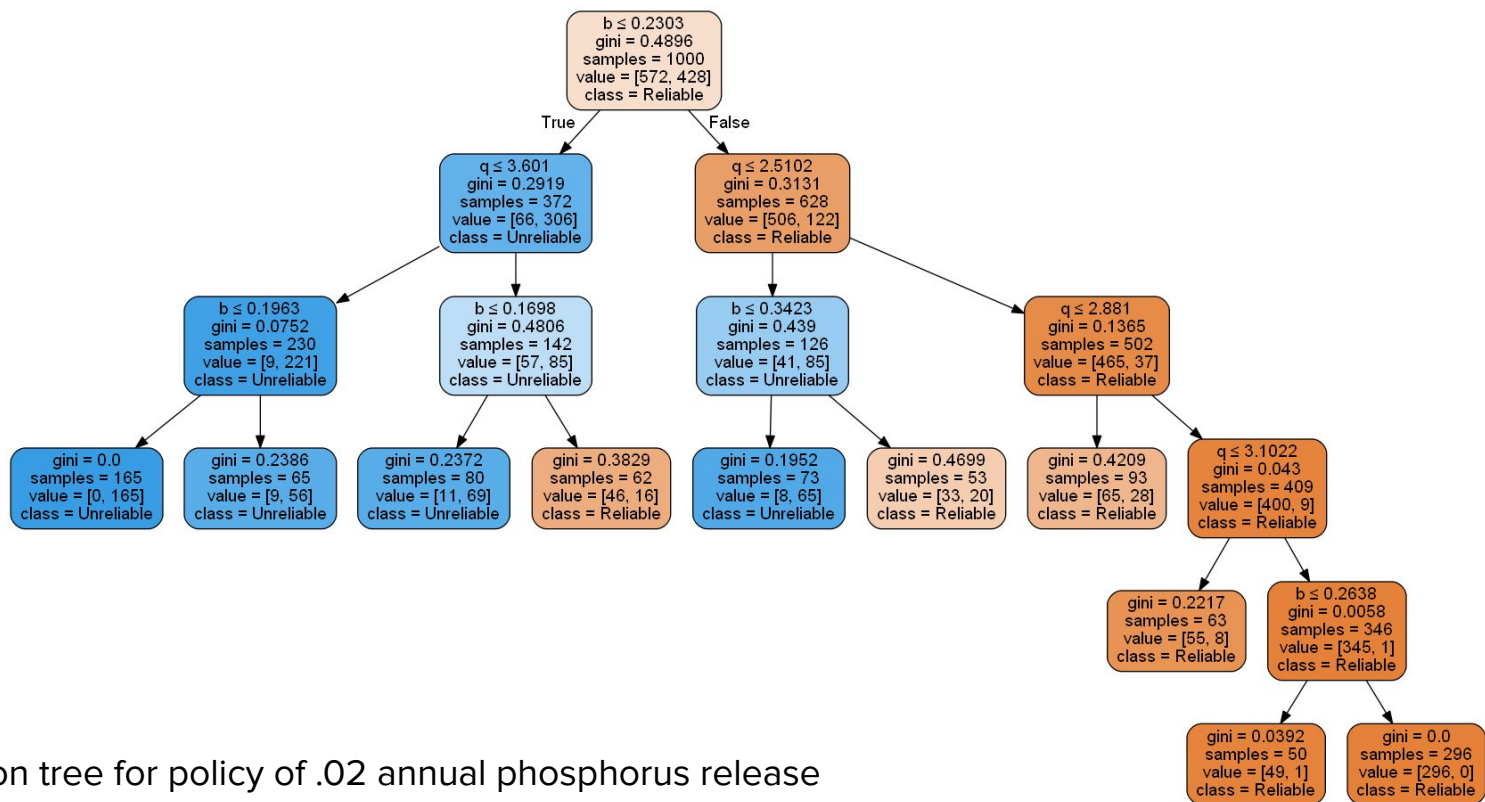 b ≤ 0.2303
gini = 0.4896
samples = 1000
value = [572, 428]
class = Reliable
True
False
q ≤ 3.601
gini = 0.2919
samples = 372
value = [66, 306]
class = Unreliable
q ≤ 2.5102
gini = 0.3131
samples = 628
value = [506, 122]
class = Reliable
b ≤ 0.1963
gini = 0.0752
samples = 230
value = [9, 221]
class = Unreliable
b ≤ 0.1698
gini = 0.4806
samples = 142
value = [57, 85]
class = Unreliable
b ≤ 0.3423
gini = 0.439
samples = 126
value = [41, 85]
class = Unreliable
q ≤ 2.881
gini = 0.1365
samples = 502
value = [465, 37]
class = Reliable
gini = 0.0
samples = 165
value = [0, 165]
class = Unreliable
gini = 0.2386
samples = 65
value = [9, 56]
class = Unreliable
gini = 0.2372
samples = 80
value = [11, 69]
class = Unreliable
gini = 0.3829
samples = 62
value = [46, 16]
class = Reliable
gini = 0.1952
samples = 73
value = [8, 65]
class = Unreliable
gini = 0.4699
samples = 53
value = [33, 20]
class = Reliable
gini = 0.4209
samples = 93
value = [65, 28]
class = Reliable
q ≤ 3.1022
gini = 0.043
samples = 409
value = [400, 9]
class = Reliable
gini = 0.2217
samples = 63
value = [55, 8]
class = Reliable
b ≤ 0.2638
gini = 0.0058
samples = 346
value = [345, 1]
class = Reliable
gini = 0.0392
samples = 50
value = [49, 1]
class = Reliable
gini = 0.0
samples = 296
value = [296, 0]
class = Reliable
on tree for policy of .02 annual phosphorus release